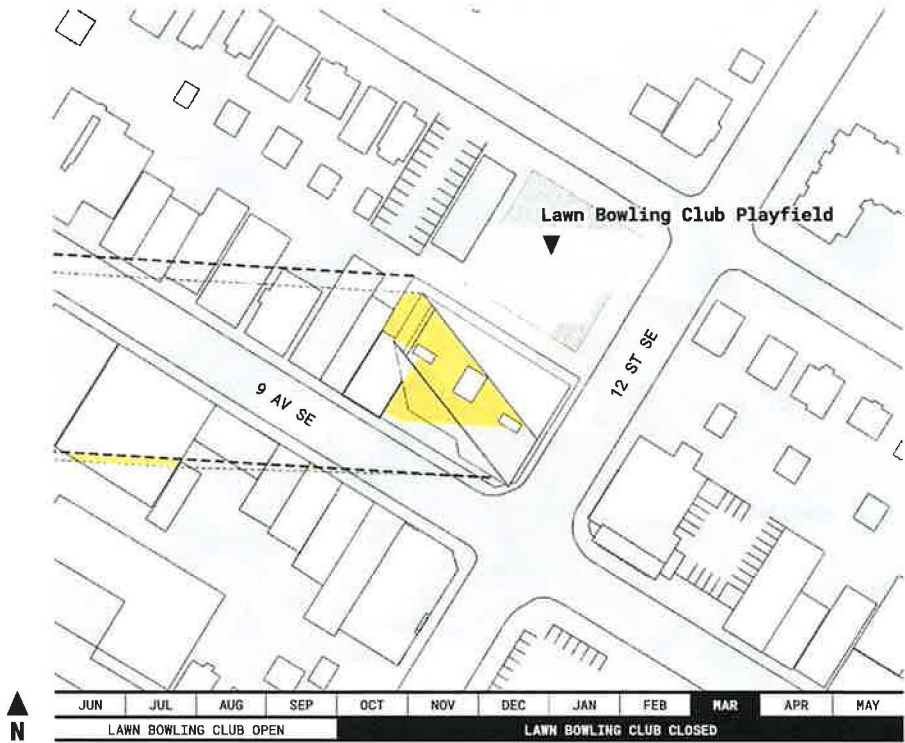 Lawn Bowling Club Playfield
12 ST SE
9 AV SE
JUN JUL AUG SEP OCT NOV DEC JAN FEB MAR APR MAY
N LAWN BOWLING CLUB OPEN LAWN BOWLING CLUB CLOSED